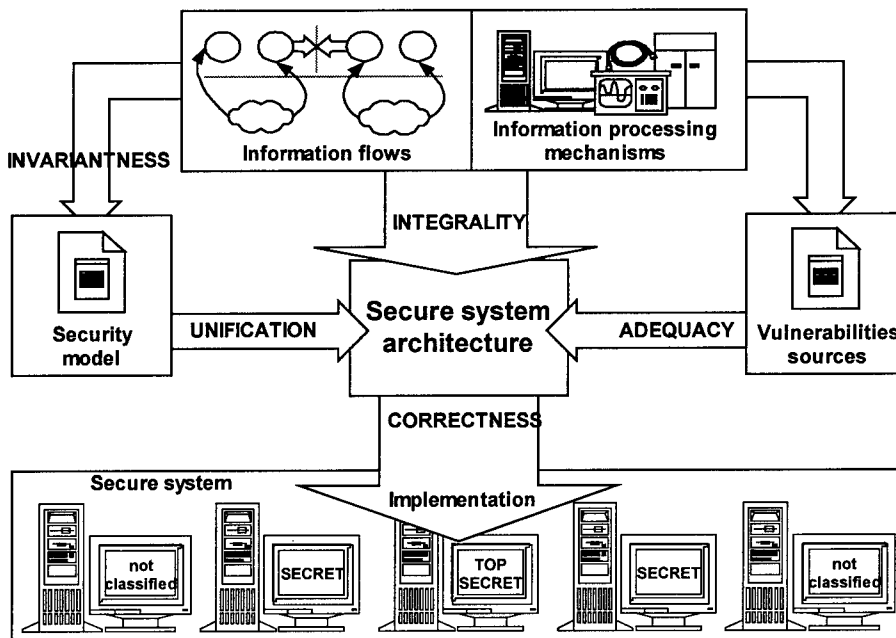 Information flows
Information processing
mechanisms
INVARIANTNESS
INTEGRALITY
Security
model
UNIFICATION
Secure system
architecture
ADEQUACY
Vulnerabilities
sources
CORRECTNESS
Secure system
Implementation
not
classified
SECRET
TOP
SECRET
SECRET
not
classified